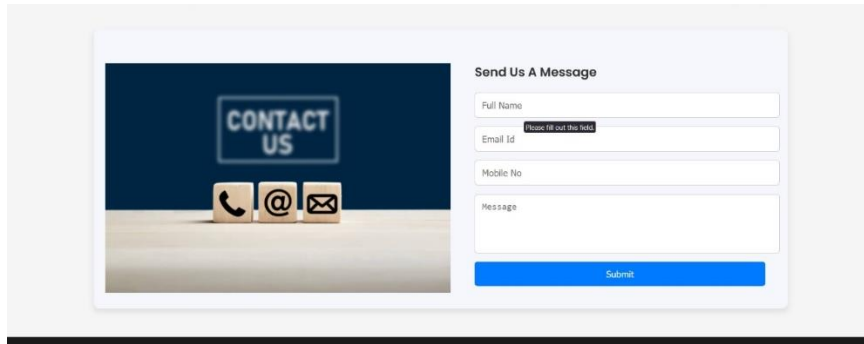 CONTACT
US
@
Send Us A Message
Full Name
Please fill out this field.
Email Id
Mobile No
Message
Submit